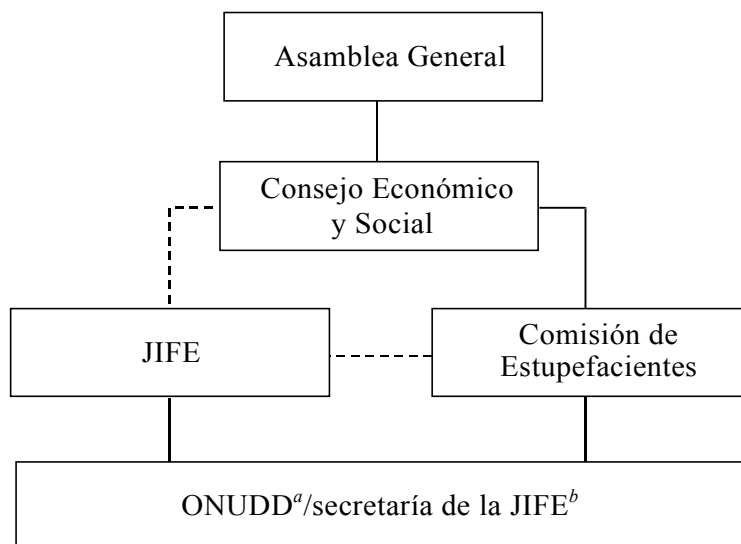 Asamblea General
Consejo Económico
y Social
JIFE
Comisión de
Estupefacientes
ONUDDᵃ/secretaría de la JIFEᵇ